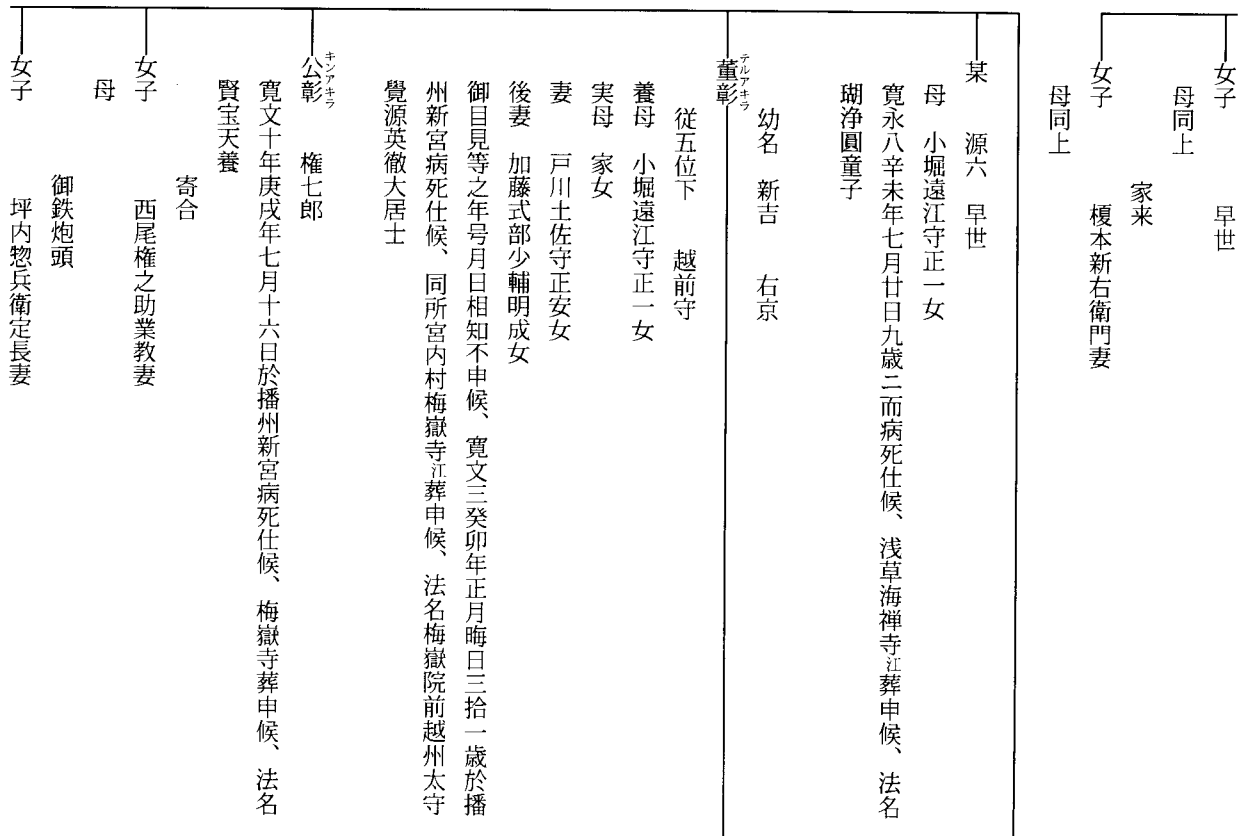 女子　早世
母同上
家来
女子　榎本新右衛門妻
母同上
某　源六　早世
母　小堀遠江守正一女
寛永八辛未年七月廿日九歳ニ而病死仕候、浅草海禅寺江葬申候、法名
瑚浄圓童子
董彰　テルアキラ
幼名　新吉　右京
従五位下　越前守
養母　小堀遠江守正一女
実母　家女
妻　戸川土佐守正安女
後妻　加藤式部少輔明成女
御目見等之年号月日相知不申候、寛文三癸卯年正月晦日三拾一歳於播
州新宮病死仕候、同所宮内村梅嶽寺江葬申候、法名梅嶽院前越州太守
覺源英徹大居士
公彰　キンアキラ　権七郎
寛文十年庚戌年七月十六日於播州新宮病死仕候、梅嶽寺葬申候、法名
賢宝天養
寄合
女子　西尾権之助業教妻
母
御鉄炮頭
女子　坪内惣兵衛定長妻